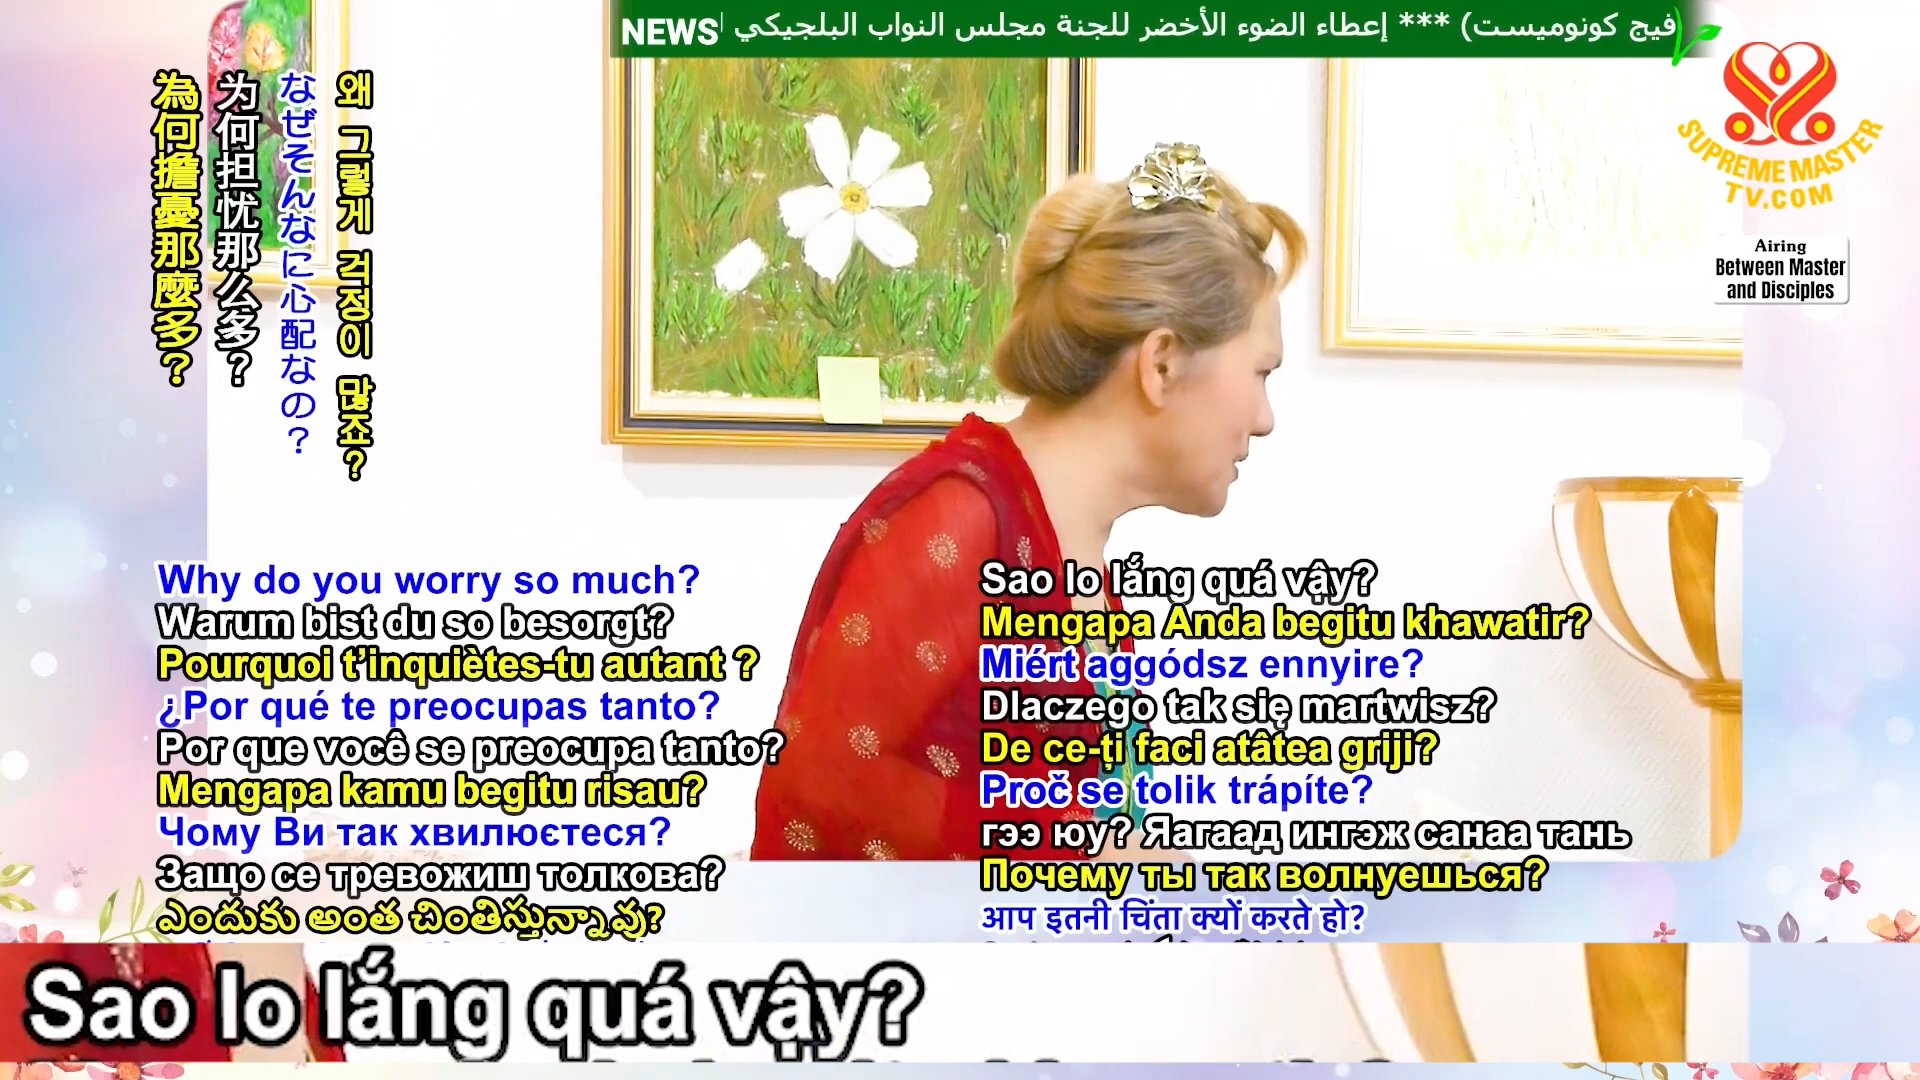 NEWS فيج كونوميست) *** إعطاء الضوء الأخضر للجنة مجلس النواب البلجيكي
SUPREME MASTER
TV.COM
Airing
Between Master
and Disciples
為何擔憂那麼多？
为何担忧那么多？
なぜそんなに心配なの？
왜 그렇게 걱정이 많죠?
Why do you worry so much?
Warum bist du so besorgt?
Pourquoi t’inquiètes-tu autant ?
¿Por qué te preocupas tanto?
Por que você se preocupa tanto?
Mengapa kamu begitu risau?
Чому Ви так хвилюєтеся?
Защо се тревожиш толкова?
ఎందుకు అంత చింతిస్తున్నావు?
Sao lo lắng quá vậy?
Mengapa Anda begitu khawatir?
Miért aggódsz ennyire?
Dlaczego tak się martwisz?
De ce-ți faci atâtea griji?
Proč se tolik trápíte?
гээ юу? Яагаад ингэж санаа тань
Почему ты так волнуешься?
आप इतनी चिंता क्यों करते हो?
Sao lo lắng quá vậy?